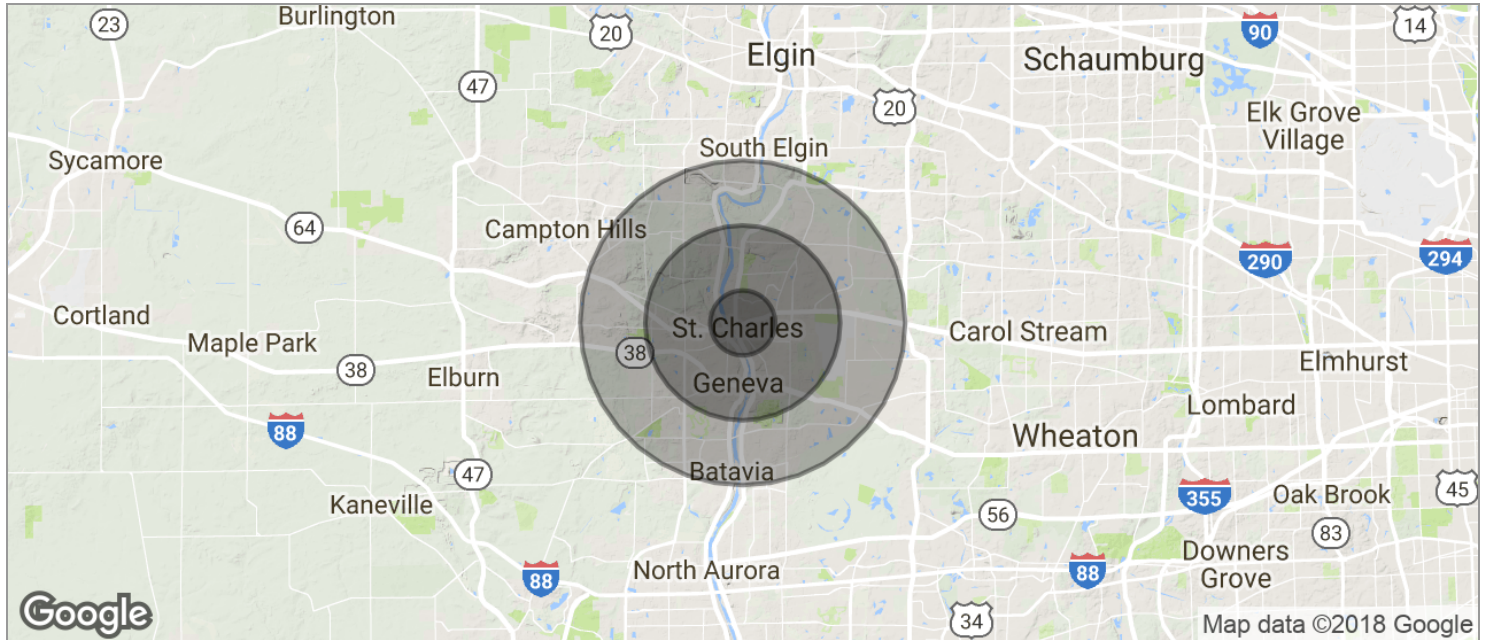 23
Burlington
20
Elgin
90
14
Schaumburg
47
20
Elk Grove
Village
South Elgin
Sycamore
64
Campton Hills
290
294
Cortland
St. Charles
Carol Stream
Maple Park
38
38
Elburn
Geneva
Elmhurst
Lombard
88
Wheaton
47
Batavia
Kaneville
355
Oak Brook
45
56
83
Downers
Grove
North Aurora
88
88
34
Google
Map data ©2018 Google